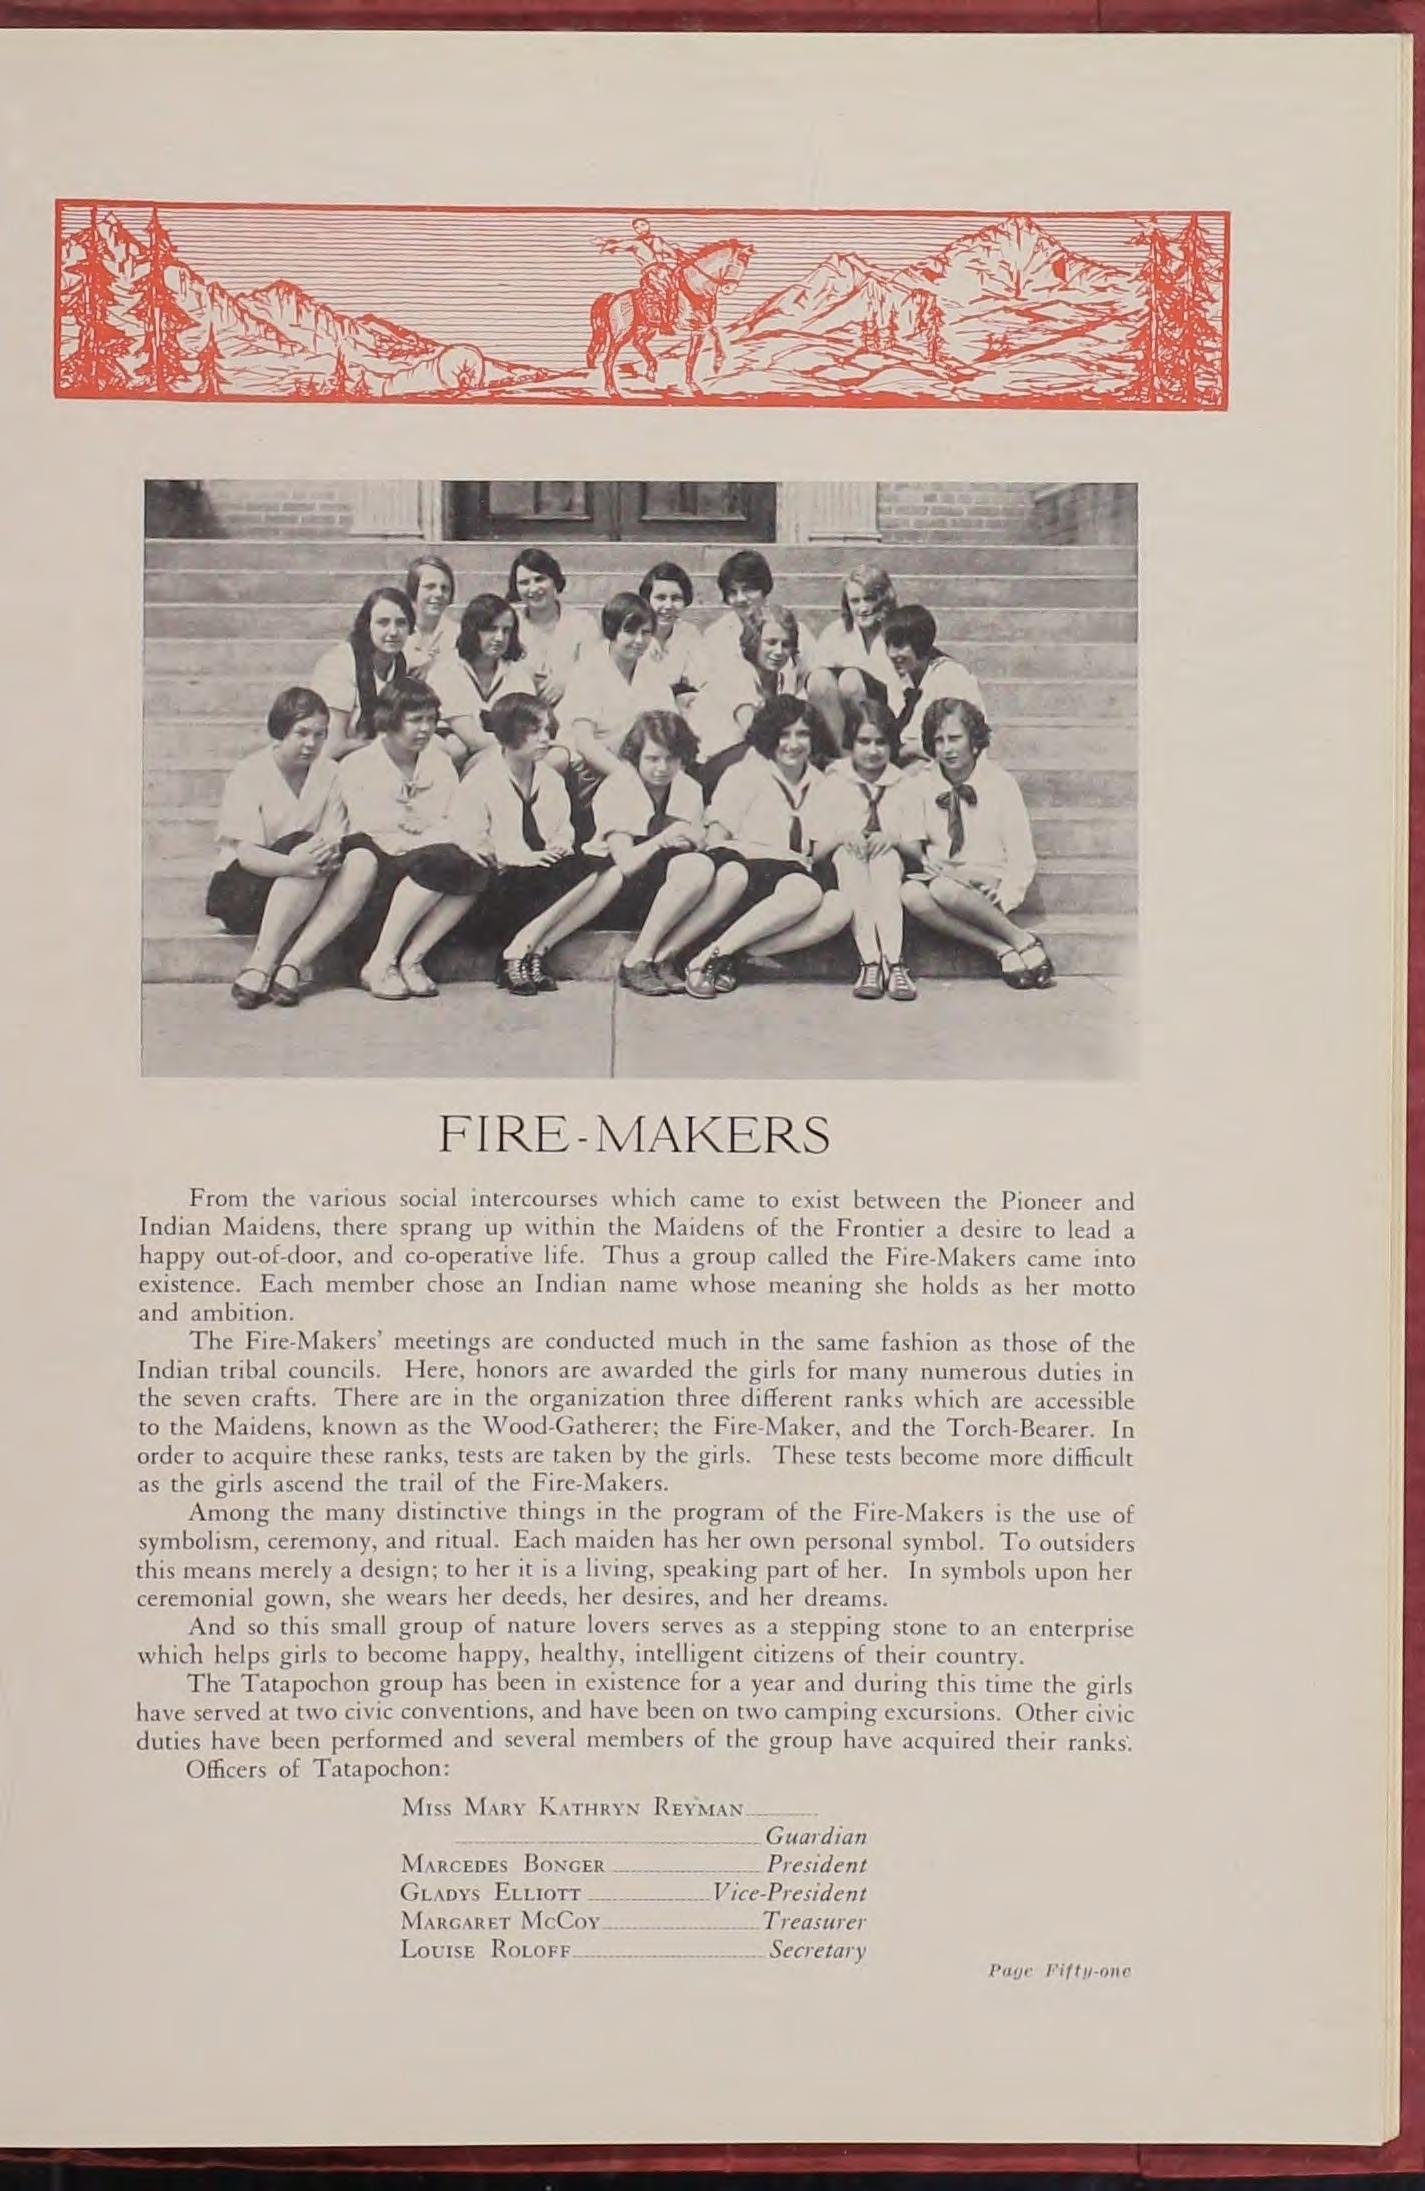 FIRE-MAKERS
From the various social intercourses which came to exist between the Pioneer and
Indian Maidens, there sprang up within the Maidens of the Frontier a desire to lead a
happy out-of-door, and co-operative life. Thus a group called the Fire-Makers came into
existence. Each member chose an Indian name whose meaning she holds as her motto
and ambition.
The Fire-Makers' meetings are conducted much in the same fashion as those of the
Indian tribal councils. Here, honors are awarded the girls for many numerous duties in
the seven crafts. There are in the organization three different ranks which are accessible
to the Maidens, known as the Wood-Gatherer; the Fire-Maker, and the Torch-Bearer. In
order to acquire these ranks, tests are taken by the girls. These tests become more difficult
as the girls ascend the trail of the Fire-Makers.
Among the many distinctive things in the program of the Fire-Makers is the use of
symbolism, ceremony, and ritual. Each maiden has her own personal symbol. To outsiders
this means merely a design; to her it is a living, speaking part of her. In symbols upon her
ceremonial gown, she wears her deeds, her desires, and her dreams.
And so this small group of nature lovers serves as a stepping stone to an enterprise
which helps girls to become happy, healthy, intelligent citizens of their country.
The Tatapochon group has been in existence for a year and during this time the girls
have served at two civic conventions, and have been on two camping excursions. Other civic
duties have been performed and several members of the group have acquired their ranks.
Officers of Tatapochon:
Miss Mary Kathryn Reyman
Guardian
Marcedes Bonger President
Gladys Elliott Vice-President
Margaret McCoy Treasurer
Louise Roloff Secretary
Page Fifty-one